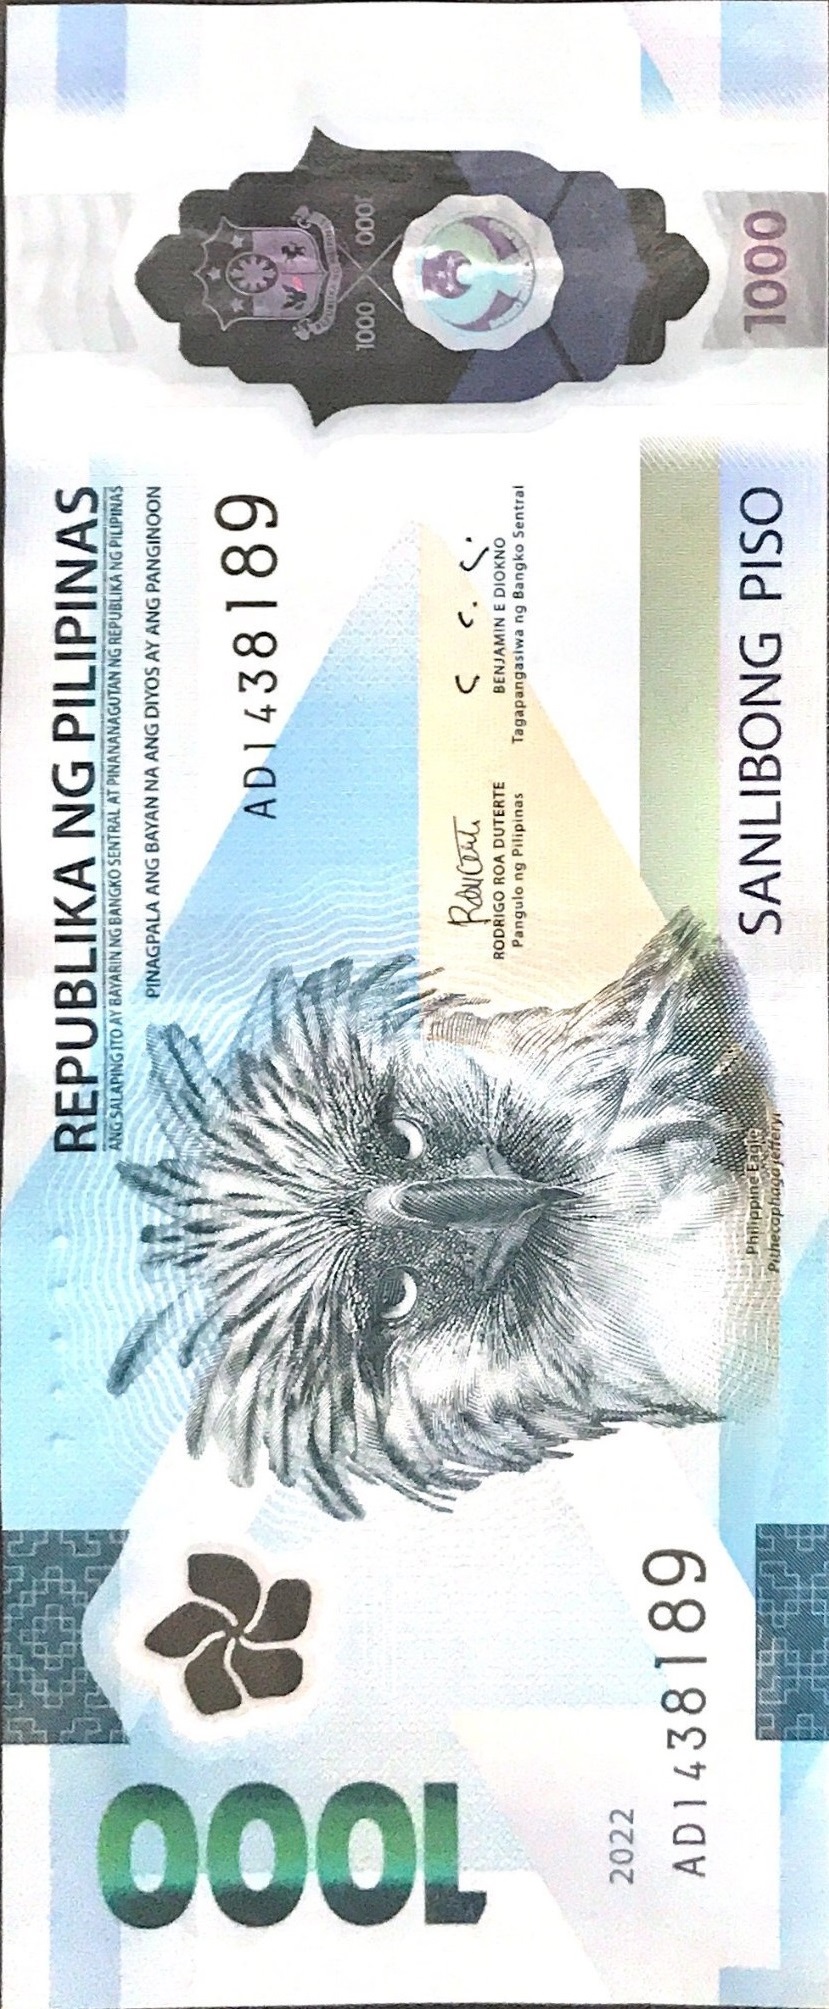 REPUBLIKA NG PILIPINAS
ANG SALAPING ITO AY BAYARIN NG BANGKO SENTRAL AT PINANANAGUTAN NG REPUBLIKA NG PILIPINAS
PINAGPALA ANG BAYAN NA ANG DIYOS AY ANG PANGINOON
AD1438189
RODRIGO ROA DUTERTE
Pangulo ng Pilipinas
BENJAMIN E DIOKNO
Tagapangasiwa ng Bangko Sentral
SANLIBONG PISO
Philippine Eagle
Pithecophaga jefferyi
1000
2022
AD1438189
1000
1000
1000